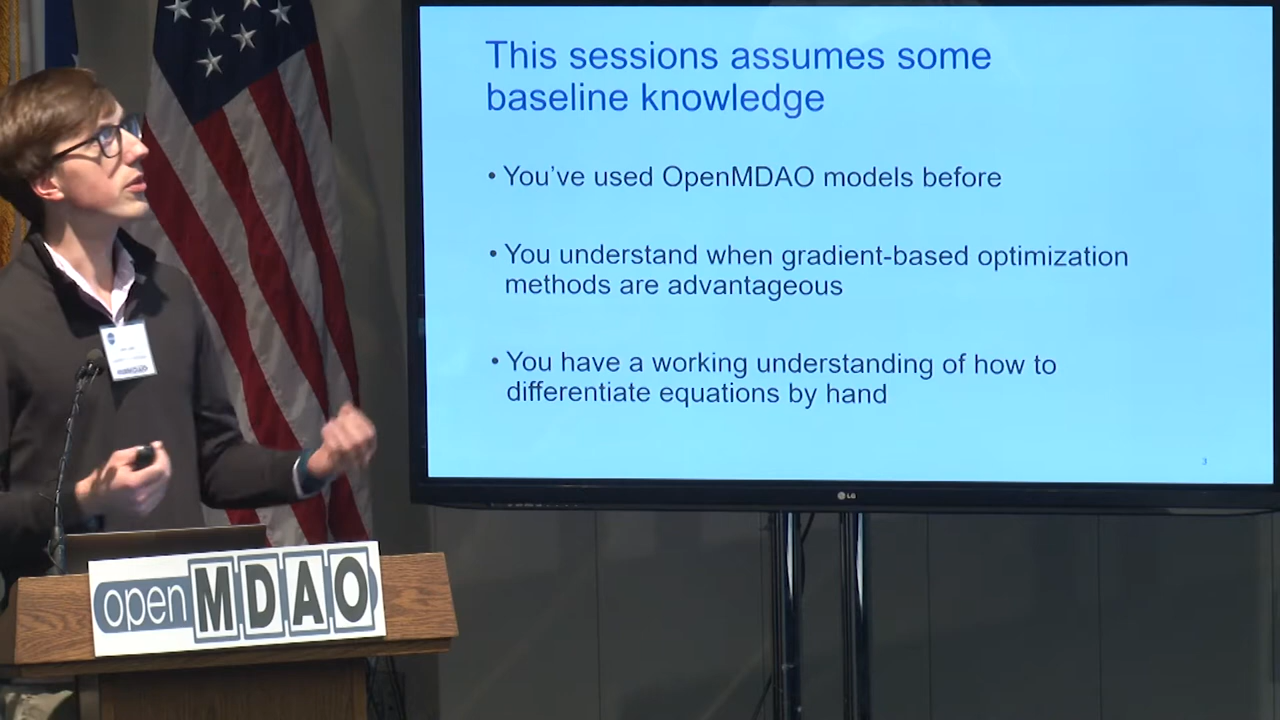 This sessions assumes some
baseline knowledge
• You've used OpenMDAO models before
• You understand when gradient-based optimization
methods are advantageous
• You have a working understanding of how to
differentiate equations by hand
3
LG
openMDAO